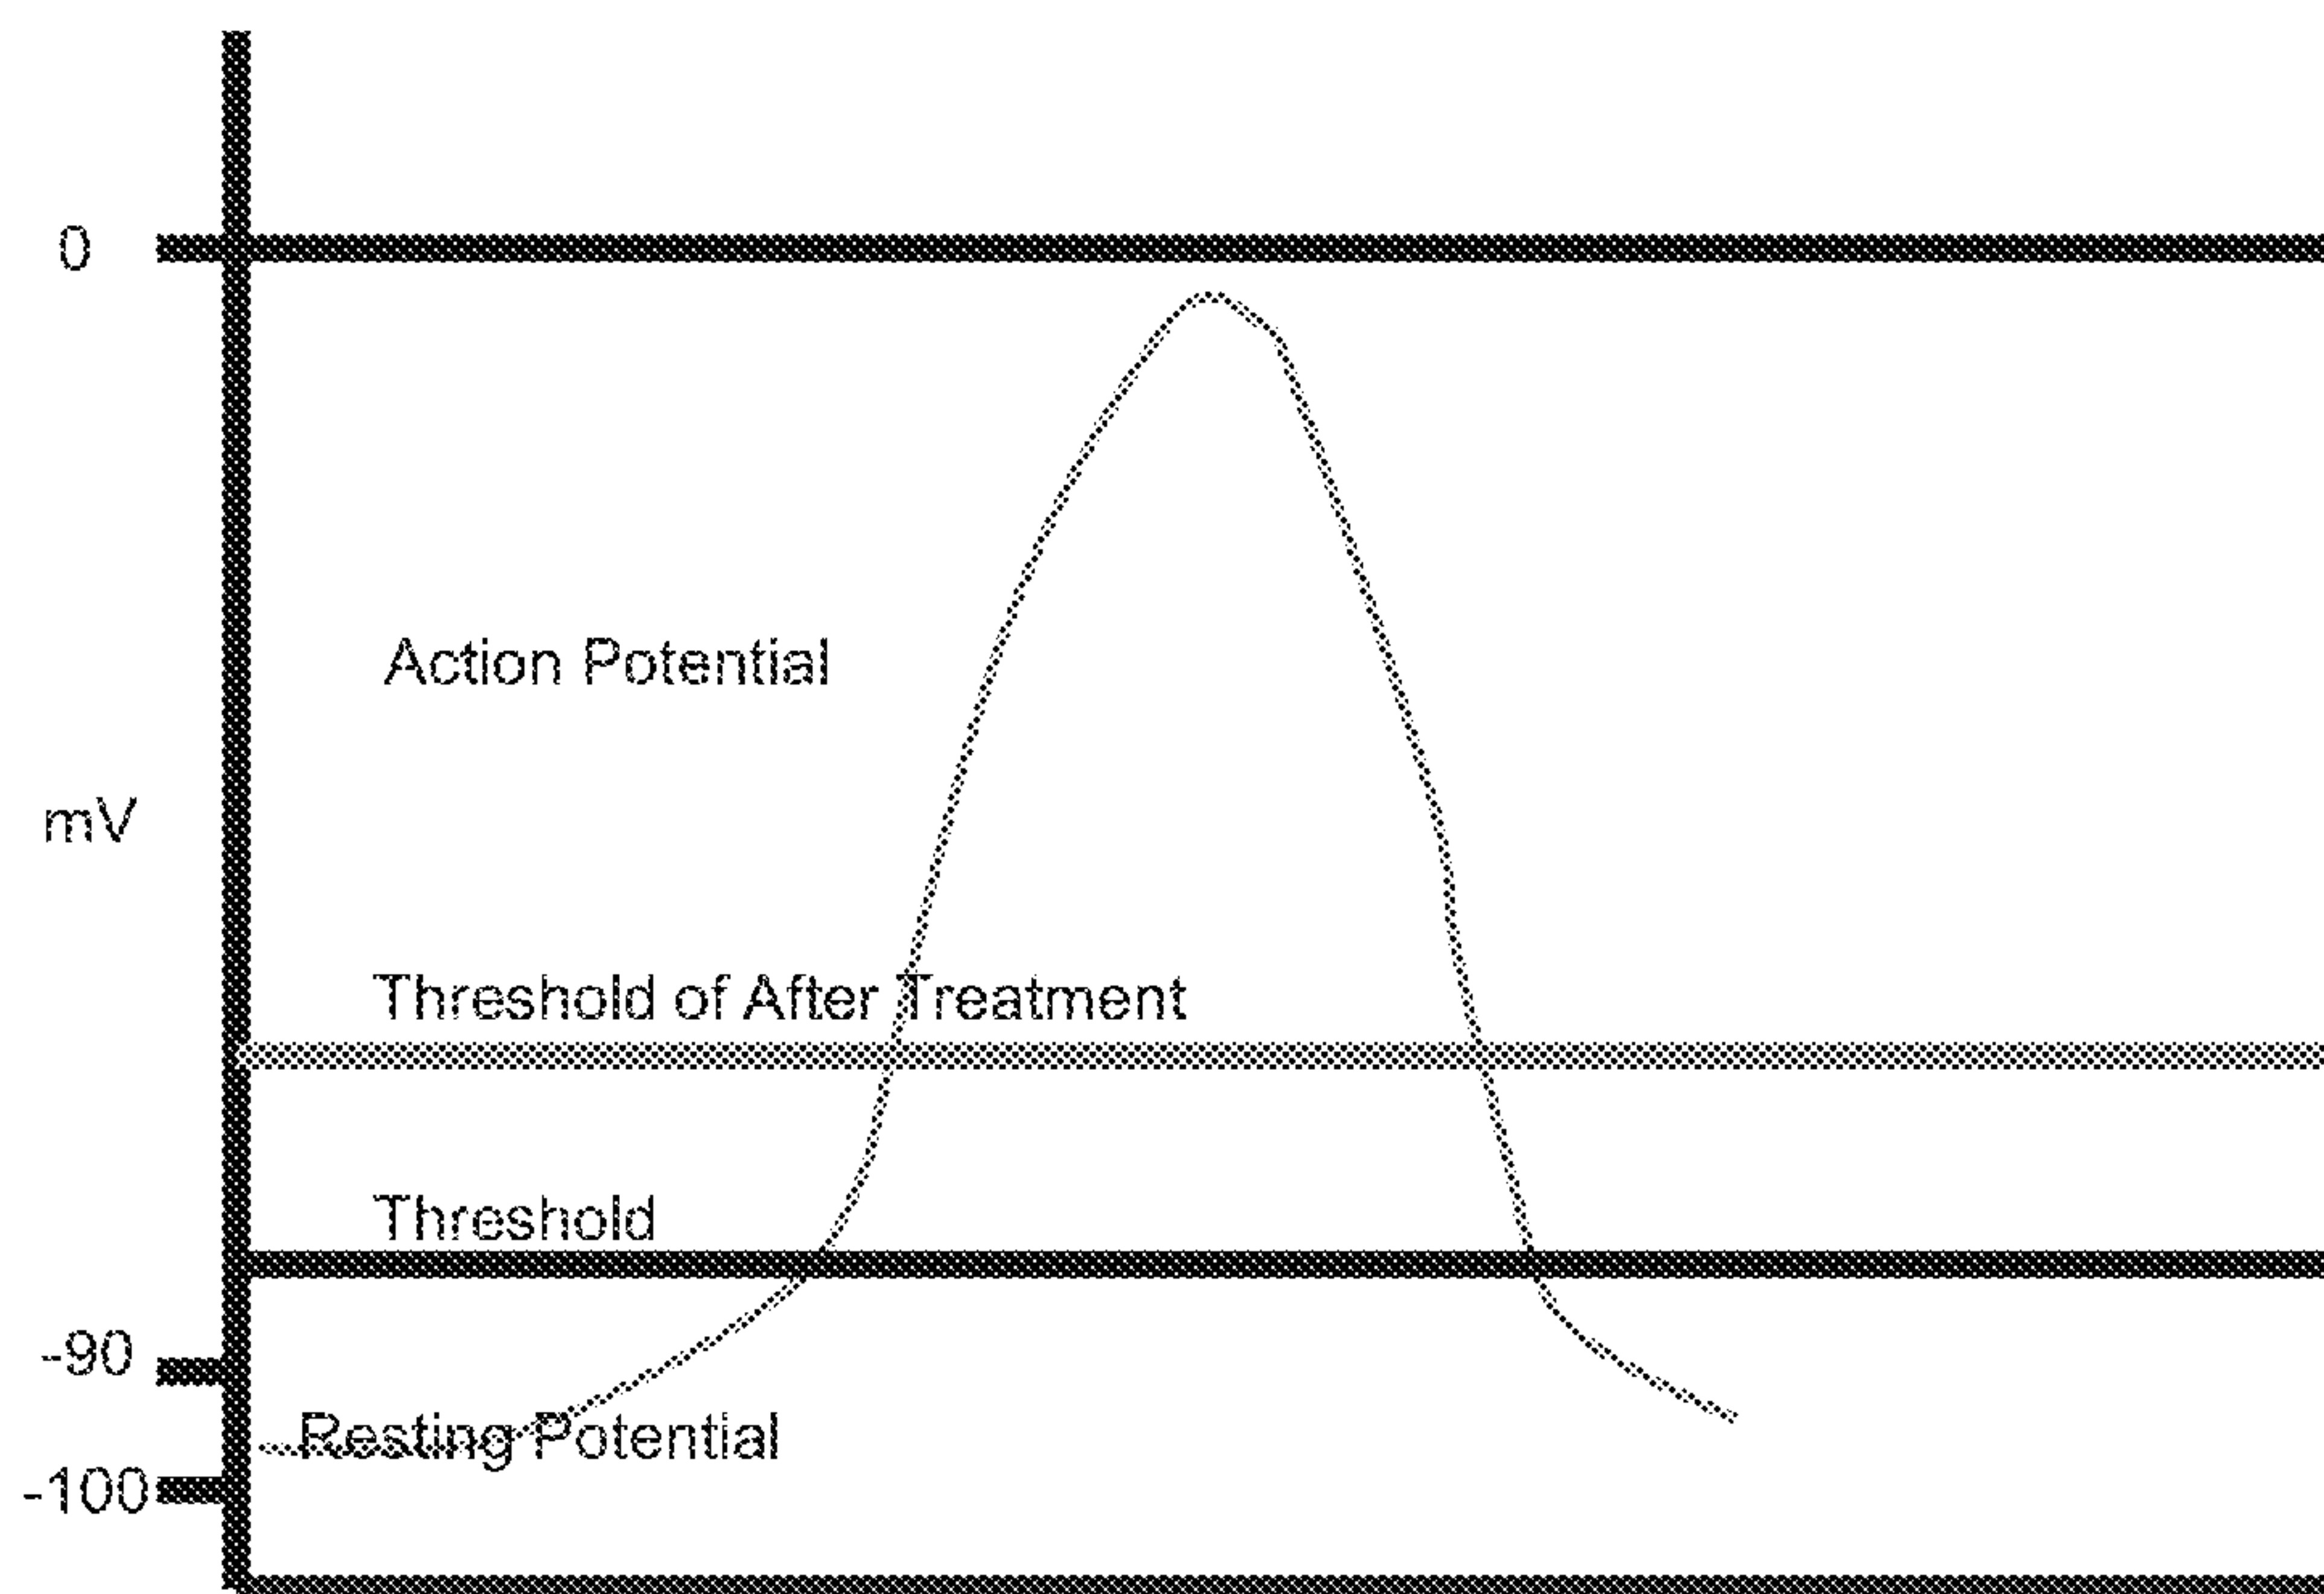 0
Action Potential
mV
Threshold of After Treatment
Threshold
-90
Resting Potential
-100